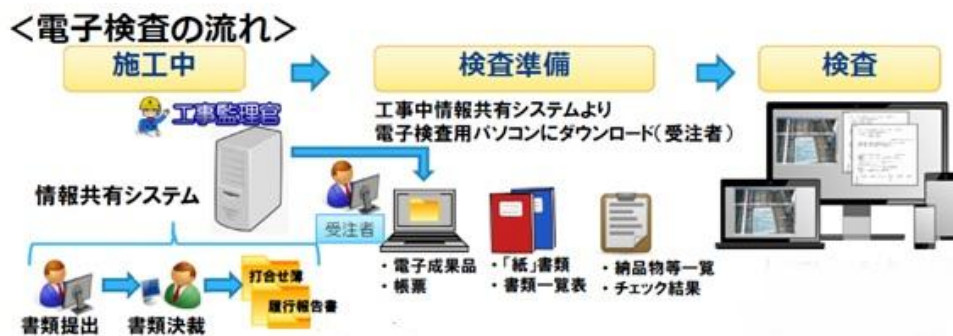 ＜電子検査の流れ＞
施工中
検査準備
検査
工事監理官
工事中情報共有システムより
電子検査用パソコンにダウンロード（受注者）
情報共有システム
受注者
・電子成果品
・帳票
・「紙」書類
・書類一覧表
・納品物等一覧
・チェック結果
打合せ簿
履行報告書
書類提出
書類決裁